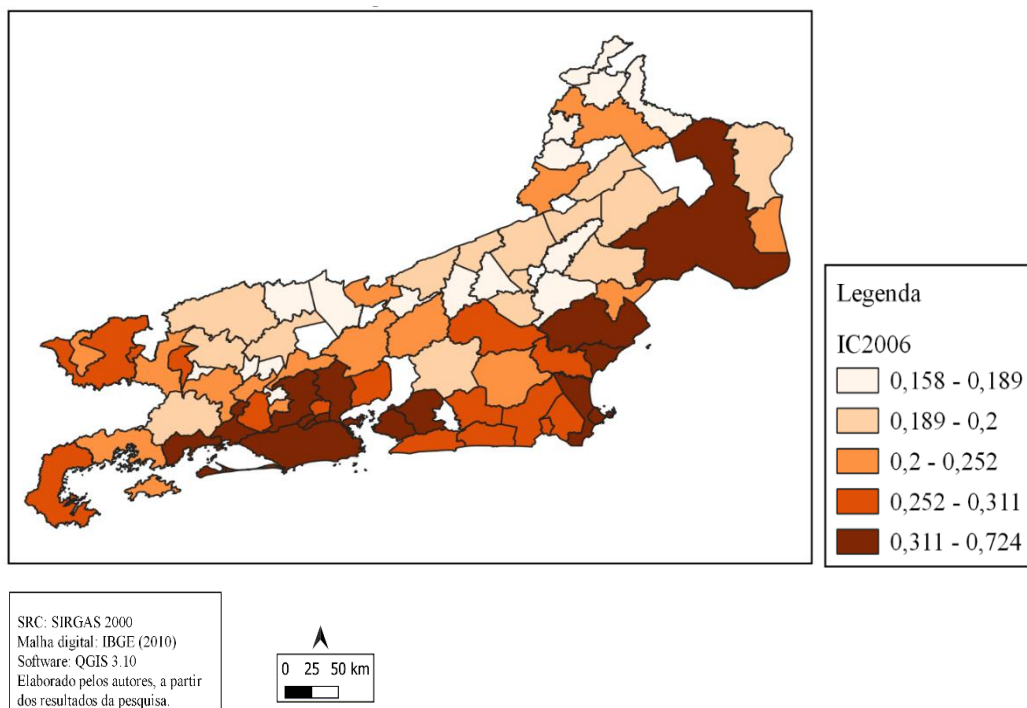 Legenda
IC2006
0,158 - 0,189
0,189 - 0,2
0,2 - 0,252
0,252 - 0,311
0,311 - 0,724
SRC: SIRGAS 2000
Malha digital: IBGE (2010)
Software: QGIS 3.10
Elaborado pelos autores, a partir
dos resultados da pesquisa.
0 25 50 km